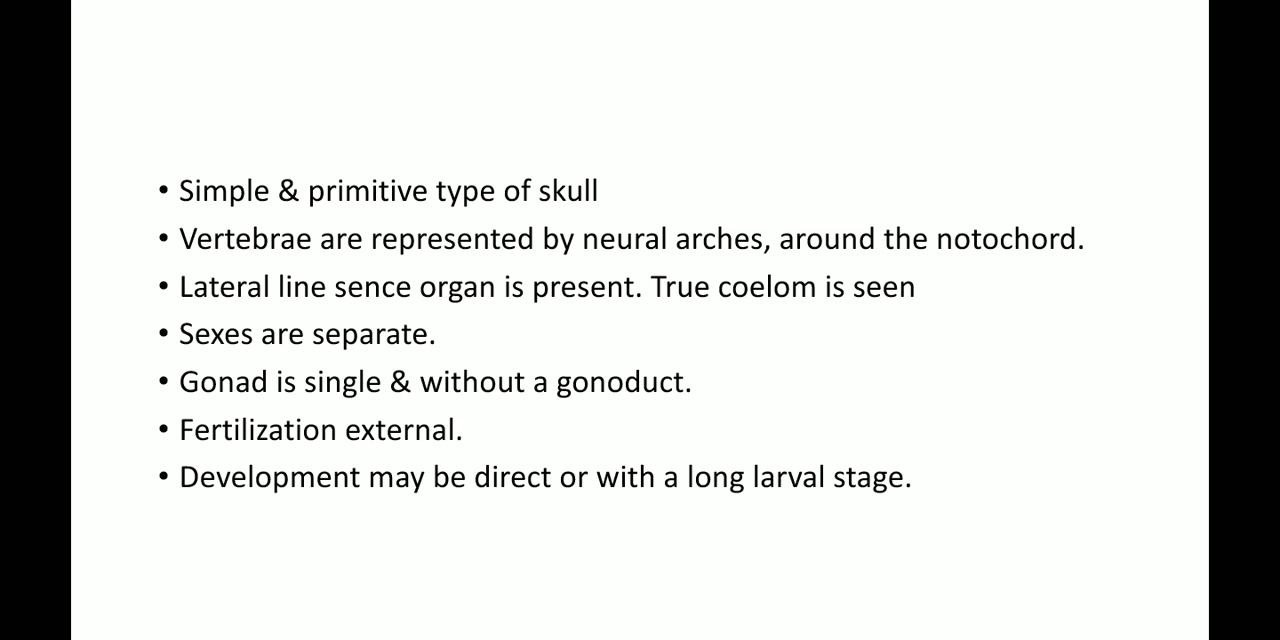 • Simple & primitive type of skull
• Vertebrae are represented by neural arches, around the notochord.
• Lateral line sence organ is present. True coelom is seen
• Sexes are separate.
• Gonad is single & without a gonoduct.
• Fertilization external.
• Development may be direct or with a long larval stage.